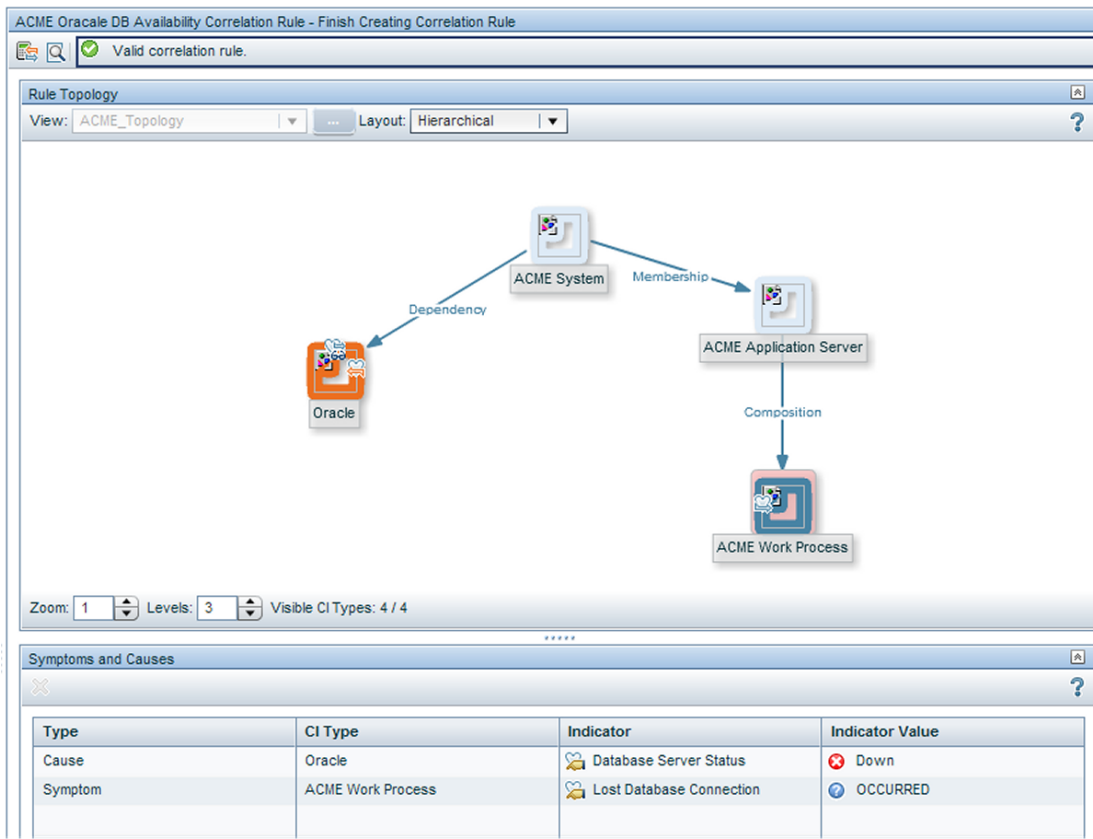 ACME Oracale DB Availability Correlation Rule - Finish Creating Correlation Rule
Valid correlation rule.
Rule Topology
View: ACME_Topology ... Layout: Hierarchical ?
ACME System
Membership
Dependency
ACME Application Server
Oracle
Composition
ACME Work Process
Zoom: 1 Levels: 3 Visible CI Types: 4 / 4
Symptoms and Causes
?
Type CI Type Indicator Indicator Value
Cause Oracle Database Server Status Down
Symptom ACME Work Process Lost Database Connection OCCURRED